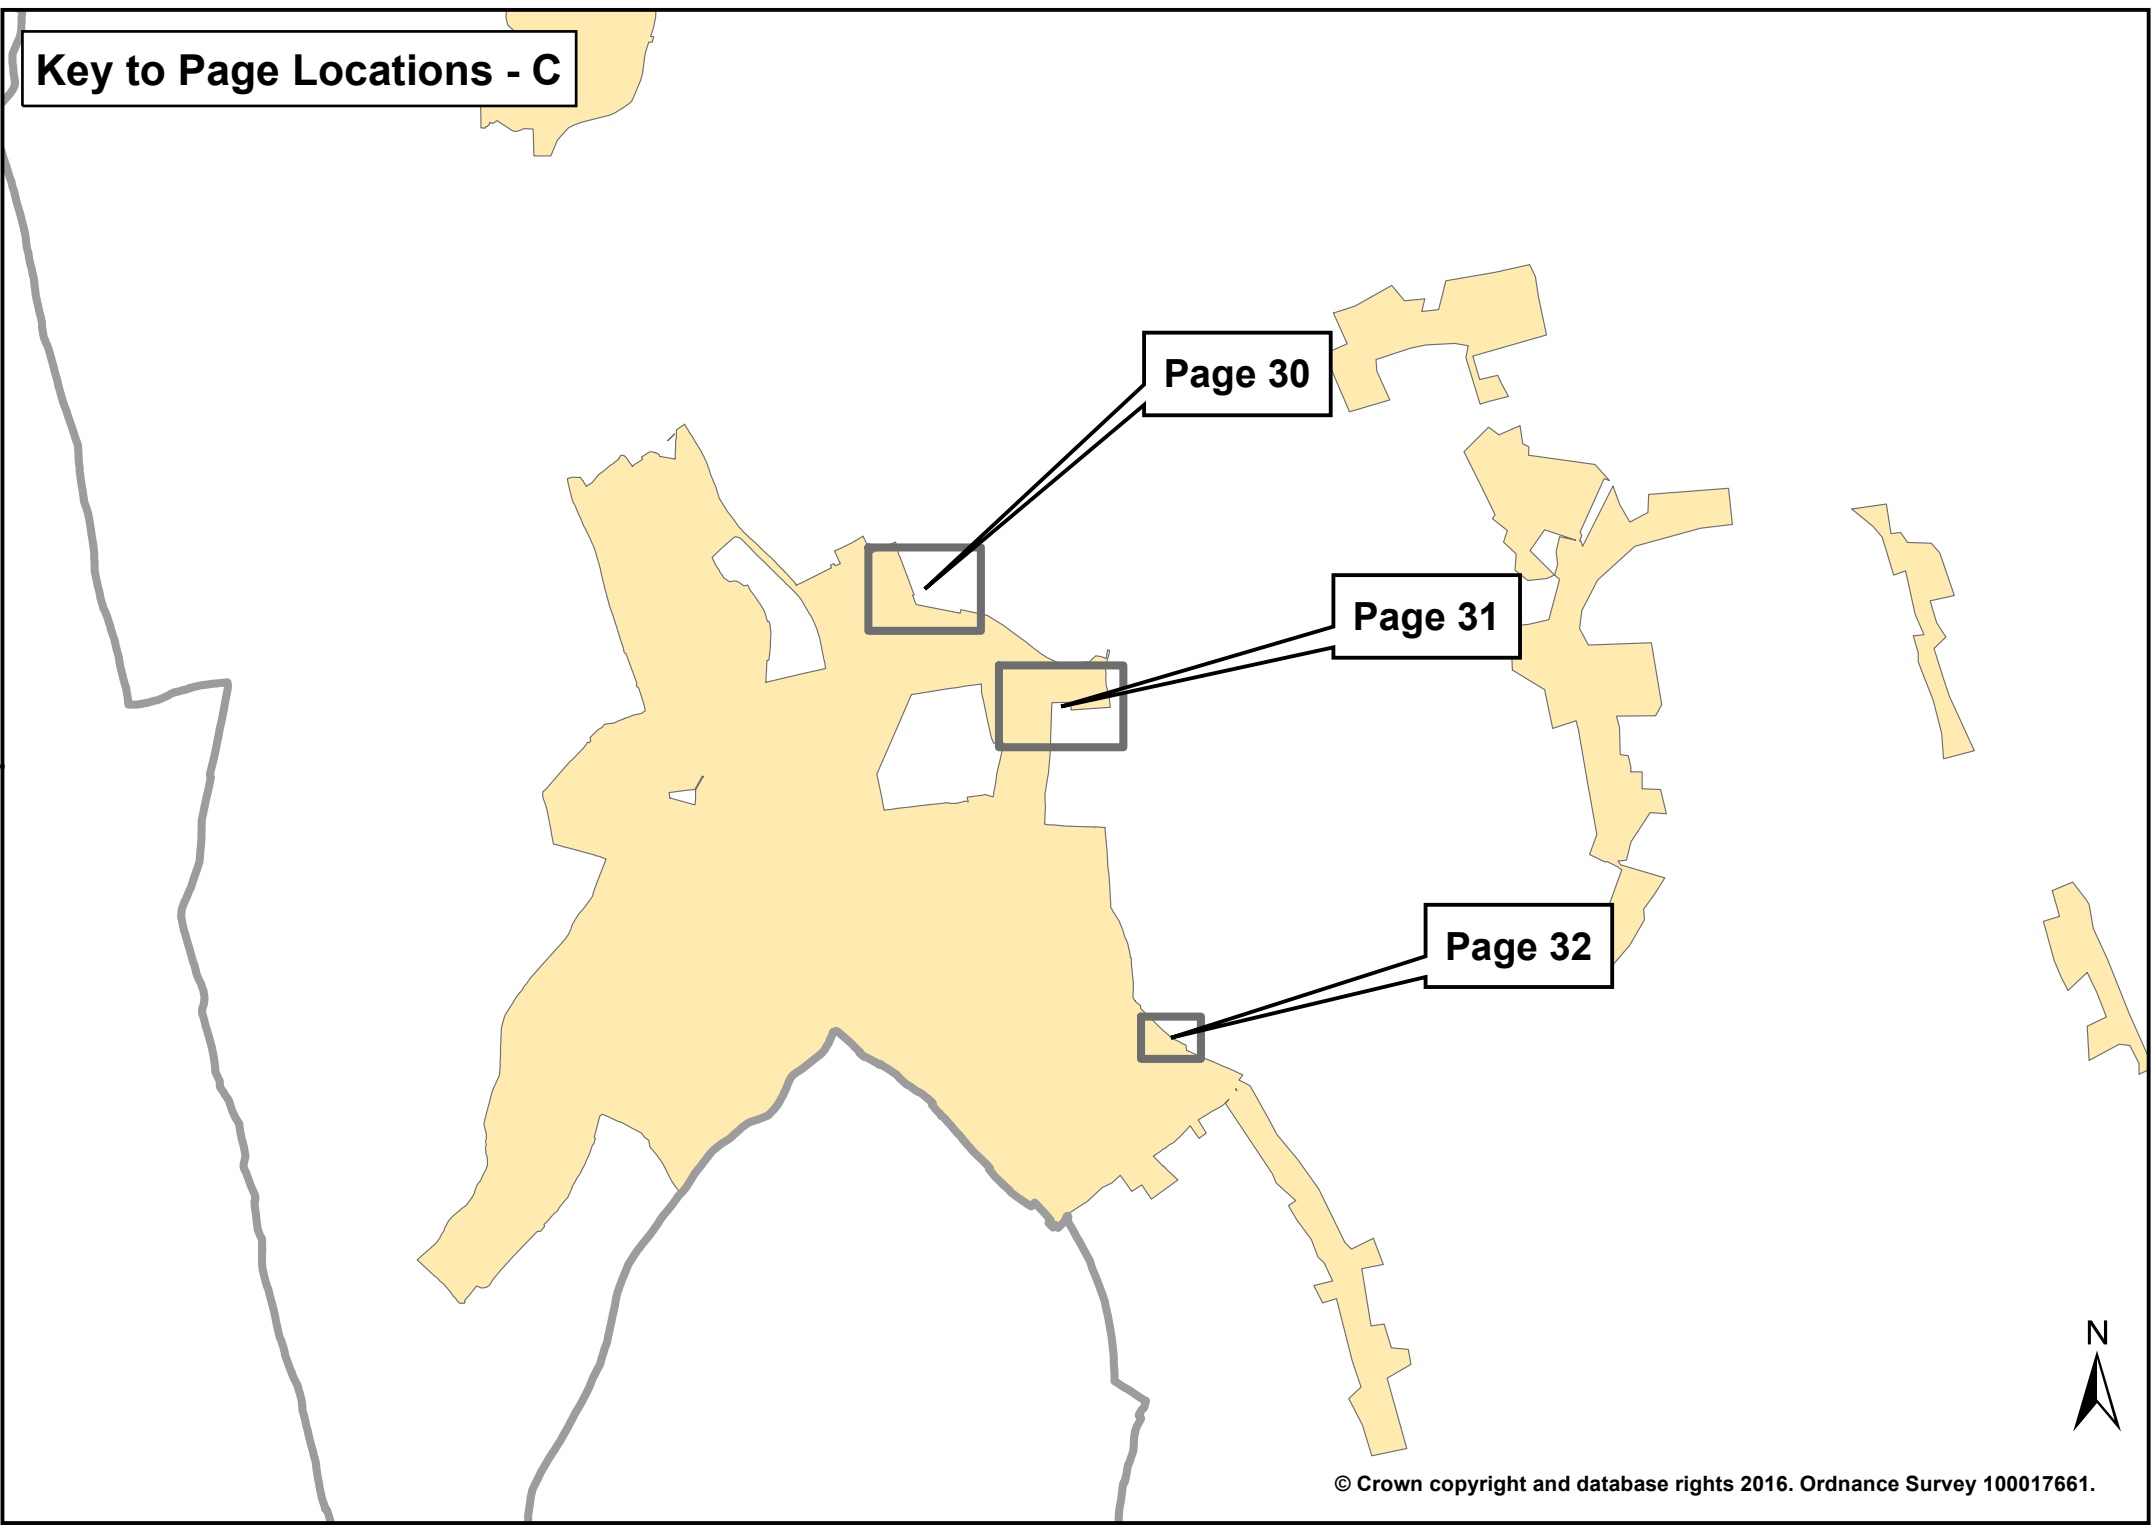 Key to Page Locations - C
Page 30
Page 31
Page 32
N
© Crown copyright and database rights 2016. Ordnance Survey 100017661.